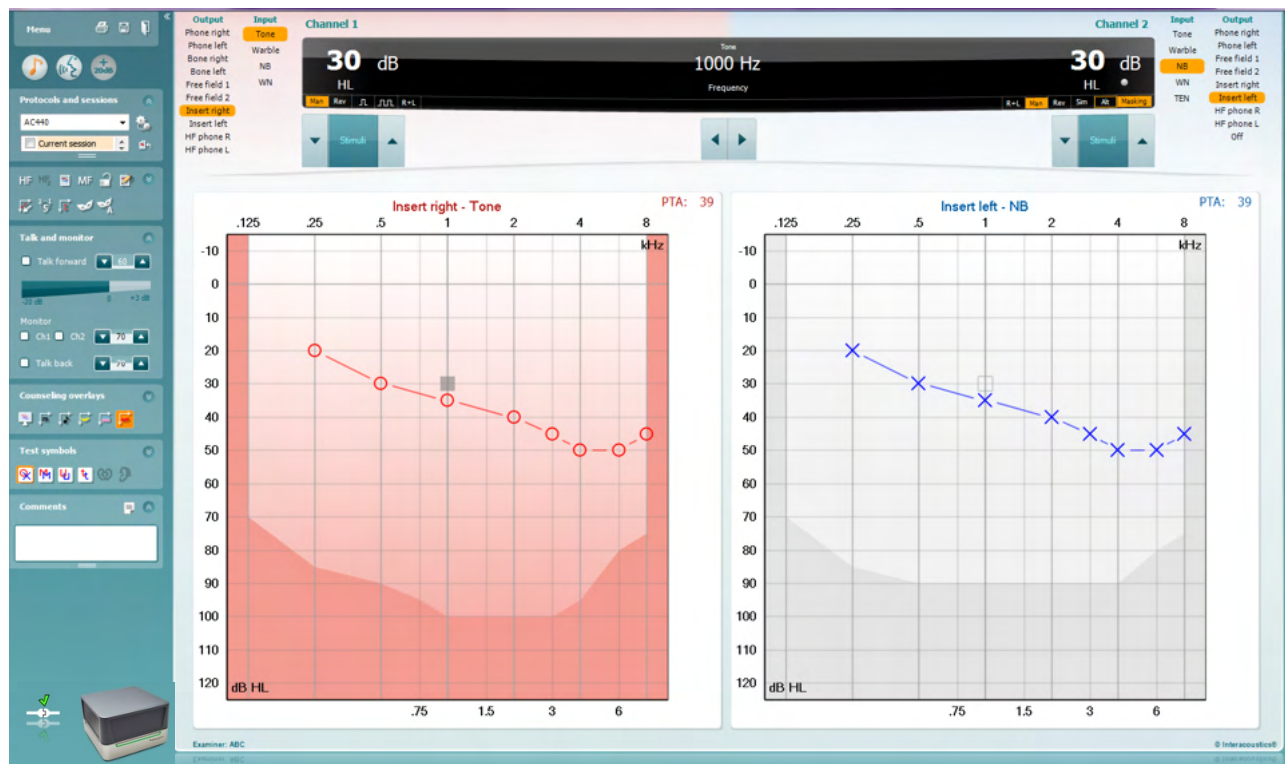 Menu
+
20dB
Protocols and sessions
AC440
Current session
HF
MF
Talk and monitor
Talk forward
60
-20 dB 0 +3 dB
Monitor
Ch1 Ch2 70
Talk back 70
Counseling overlays
Test symbols
Comments
Output
Phone right
Phone left
Bone right
Bone left
Free field 1
Free field 2
Insert right
Insert left
HF phone R
HF phone L
Input
Tone
Warble
NB
WN
Channel 1
30 dB
HL
Man Rev R+L
Stimuli
Tone
1000 Hz
Frequency
Channel 2
30 dB
HL
R+L Man Rev Sim Alt Masking
Stimuli
Input
Tone
Warble
NB
WN
TEN
Output
Phone right
Phone left
Free field 1
Free field 2
Insert right
Insert left
HF phone R
HF phone L
Off
Insert right - Tone
PTA: 39
.125 .25 .5 1 2 4 8
kHz
-10
0
10
20
30
40
50
60
70
80
90
100
110
120
dB HL
.75 1.5 3 6
Insert left - NB
PTA: 39
.125 .25 .5 1 2 4 8
kHz
-10
0
10
20
30
40
50
60
70
80
90
100
110
120
dB HL
.75 1.5 3 6
Examiner: ABC
© Interacoustics®